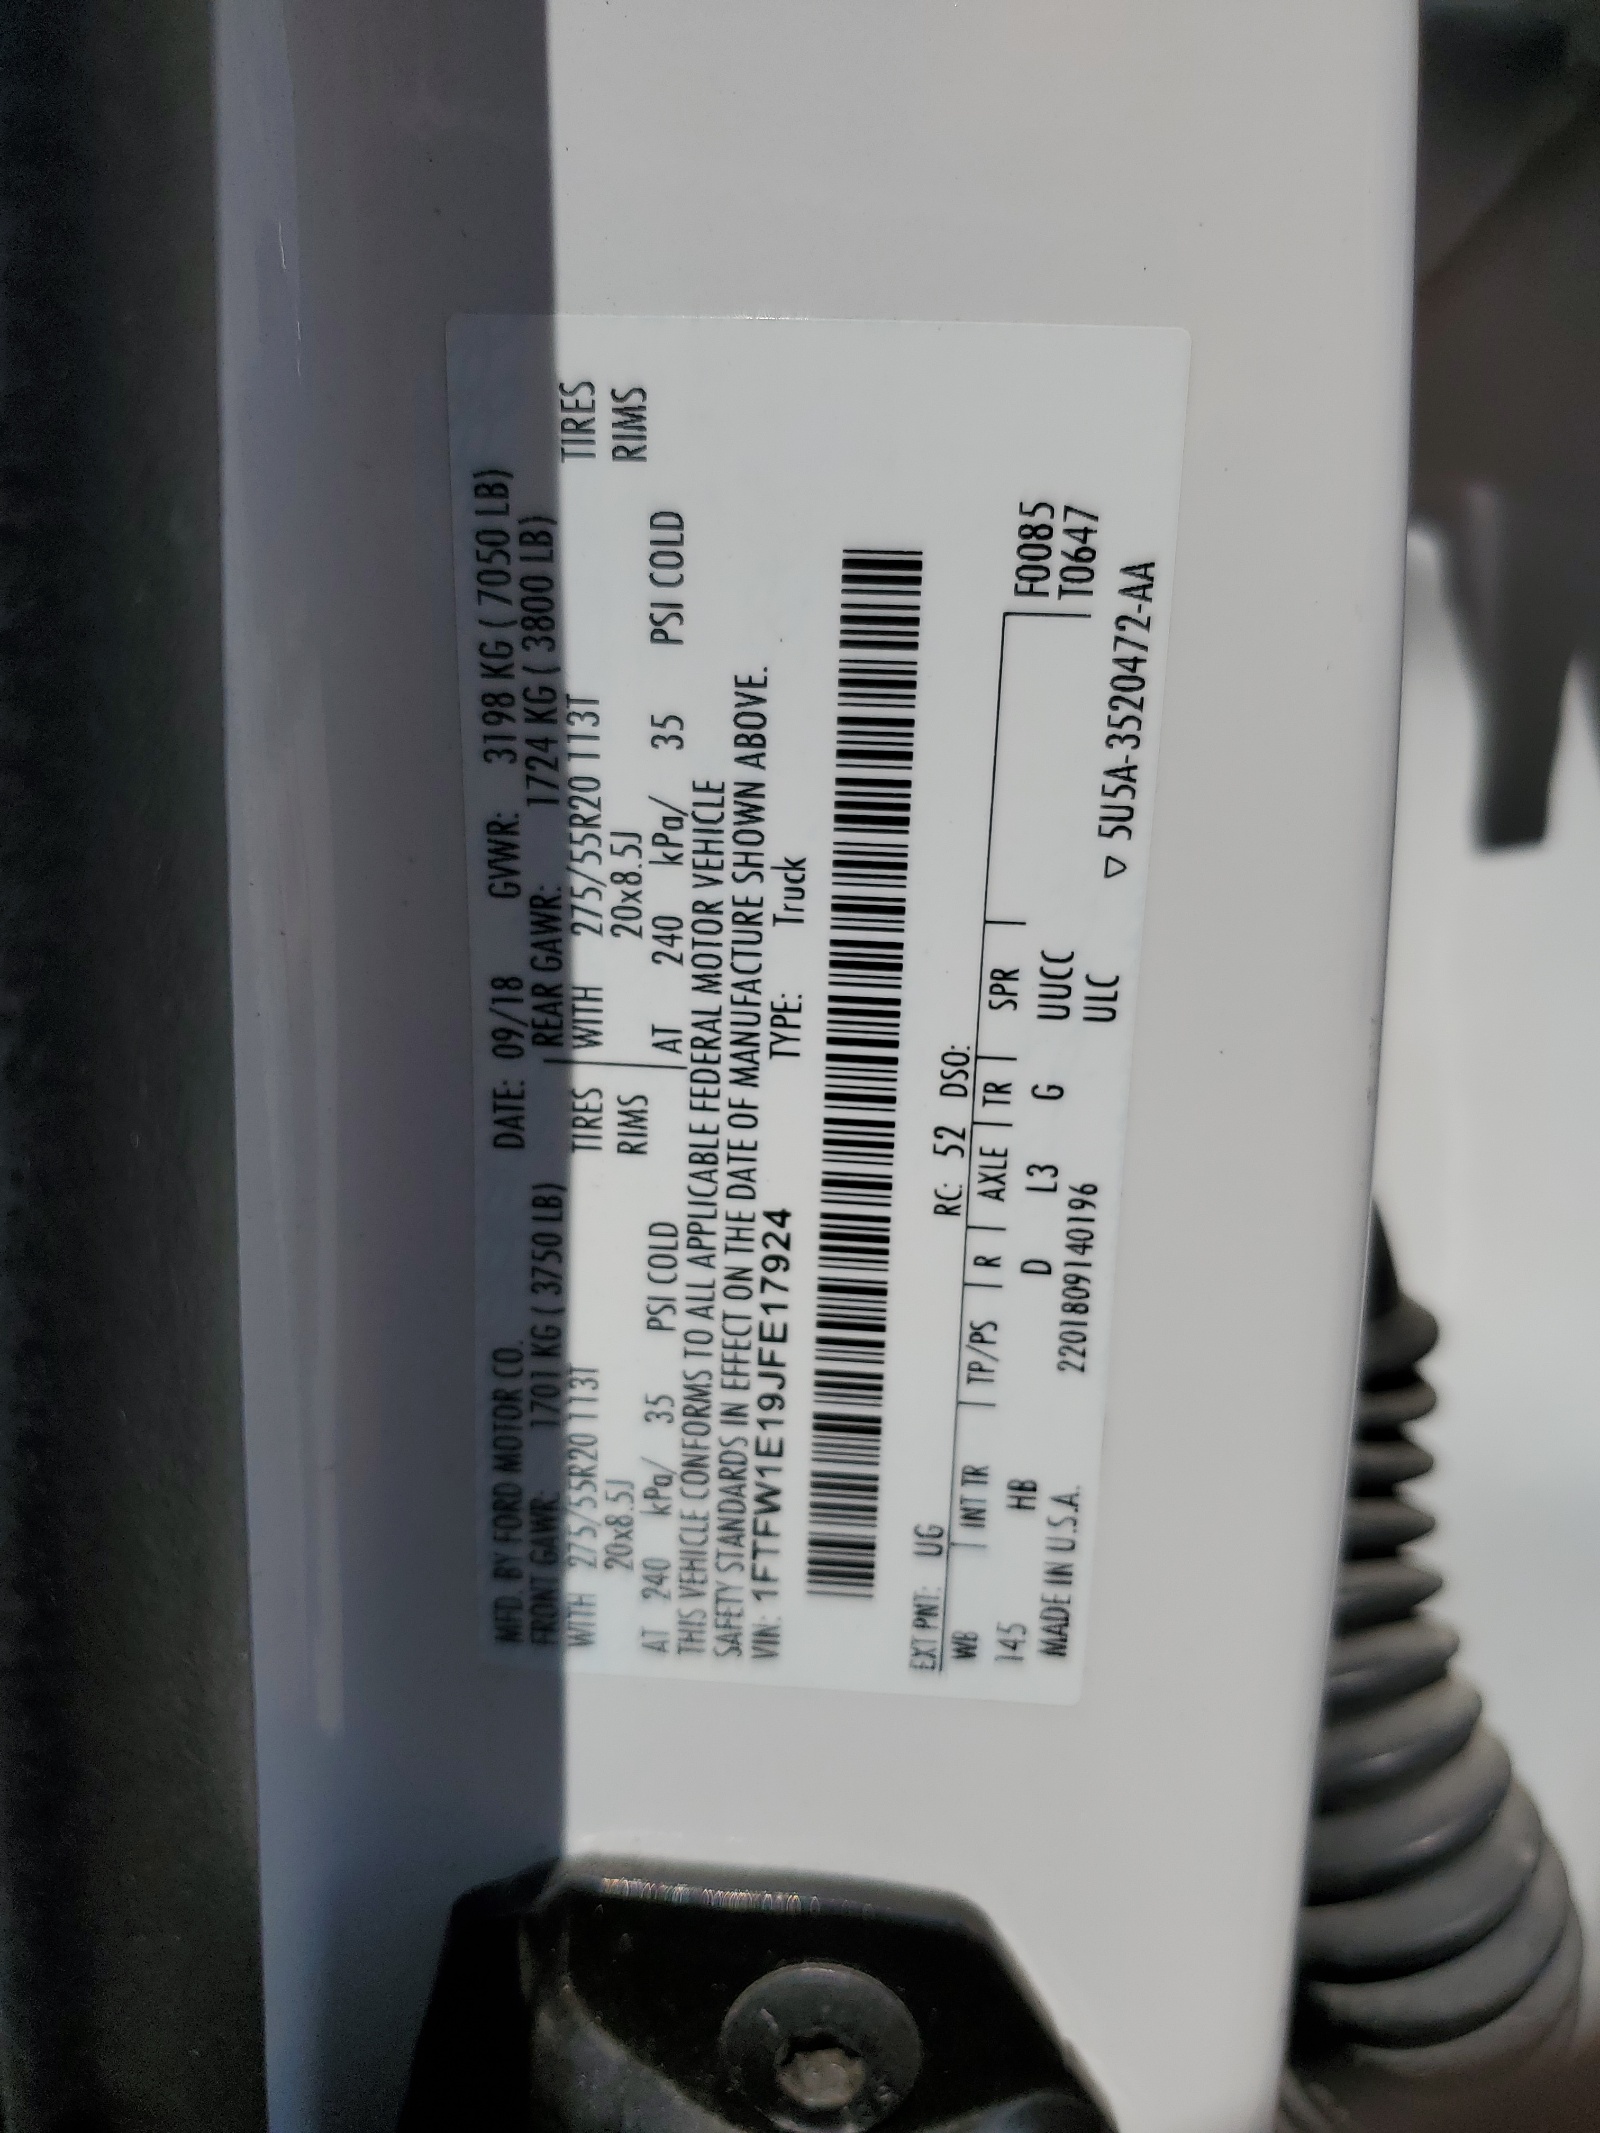 MFD. BY FORD MOTOR CO. DATE: 09/18 GVWR: 3198 KG ( 7050 LB)
FRONT GAWR: 1701 KG ( 3750 LB) REAR GAWR: 1724 KG ( 3800 LB)
WITH 275/55R20 113T TIRES WITH 275/55R20 113T TIRES
20x8.5J RIMS 20x8.5J RIMS
AT 240 kPa/ 35 PSI COLD AT 240 kPa/ 35 PSI COLD
THIS VEHICLE CONFORMS TO ALL APPLICABLE FEDERAL MOTOR VEHICLE
SAFETY STANDARDS IN EFFECT ON THE DATE OF MANUFACTURE SHOWN ABOVE.
VIN: 1FTFW1E19JFE17924 TYPE: Truck
EXT PNT: UG RC: 52 DSO:
WB INT TR TP/PS R AXLE TR SPR F0085
145 HB D L3 G UUCC T0647
MADE IN U.S.A. 2201809140196 ULC
▽ 5U5A-3520472-AA